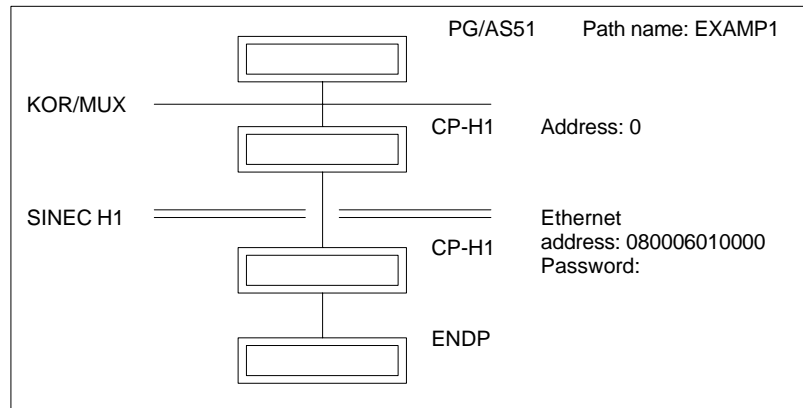 PG/AS51 Path name: EXAMP1
KOR/MUX
CP-H1 Address: 0
SINEC H1
Ethernet
address: 080006010000
CP-H1
Password:
ENDP